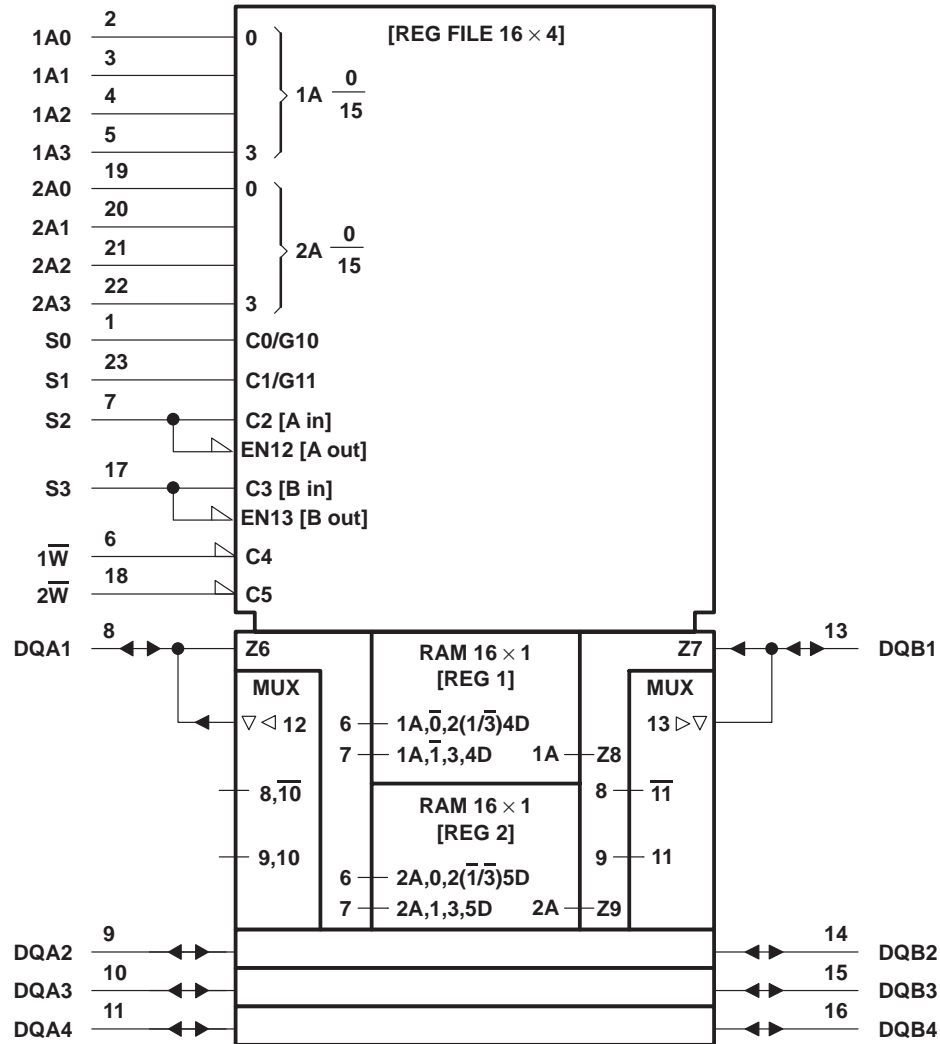 [REG FILE 16 × 4]
1A0 2 0
1A1 3
1A2 4
1A3 5 3
1A 0/15
2A0 19 0
2A1 20
2A2 21
2A3 22 3
2A 0/15
S0 1 C0/G10
S1 23 C1/G11
S2 7 C2 [A in]
EN12 [A out]
S3 17 C3 [B in]
EN13 [B out]
1W̅ 6 C4
2W̅ 18 C5
DQA1 8 Z6
Z7 13 DQB1
MUX
▽ ◁ 12
8,1̅0̅
9,10
RAM 16 × 1
[REG 1]
6 1A,0̅,2(1/3̅)4D
7 1A,1̅,3,4D 1A Z8
RAM 16 × 1
[REG 2]
6 2A,0,2(1̅/3̅)5D
7 2A,1,3,5D 2A Z9
MUX
13 ▷ ▽
8 1̅1̅
9 11
DQA2 9 14 DQB2
DQA3 10 15 DQB3
DQA4 11 16 DQB4